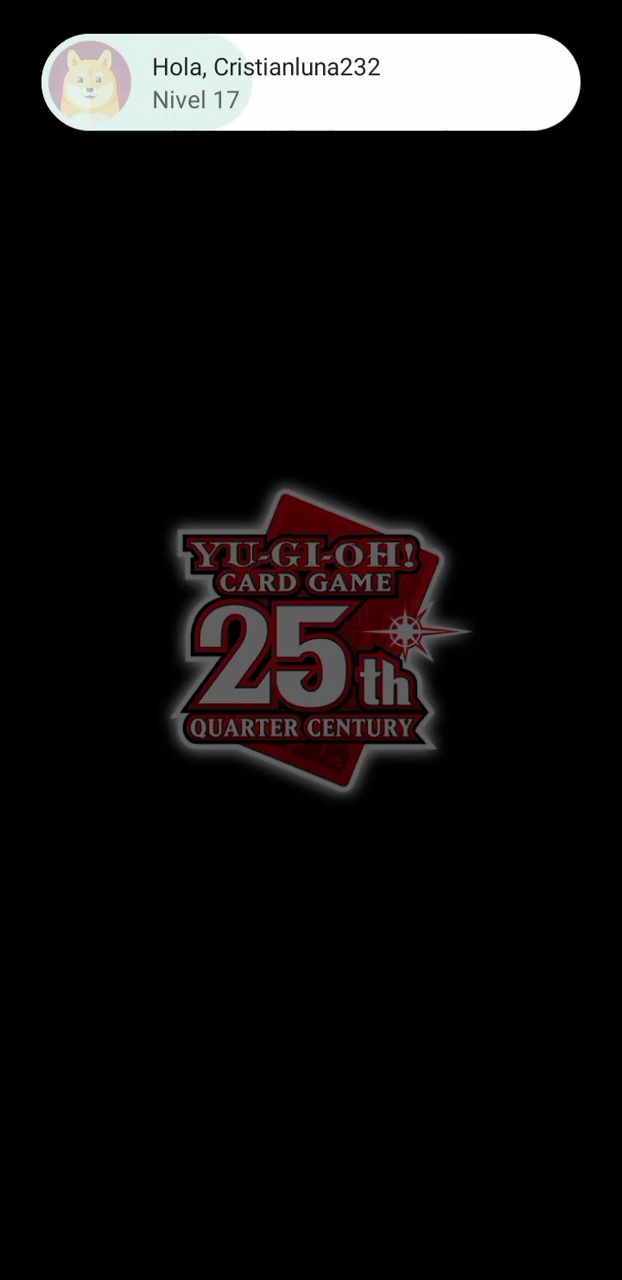 Hola, Cristianluna232
Nivel 17
YU-GI-OH!
CARD GAME
25th
QUARTER CENTURY